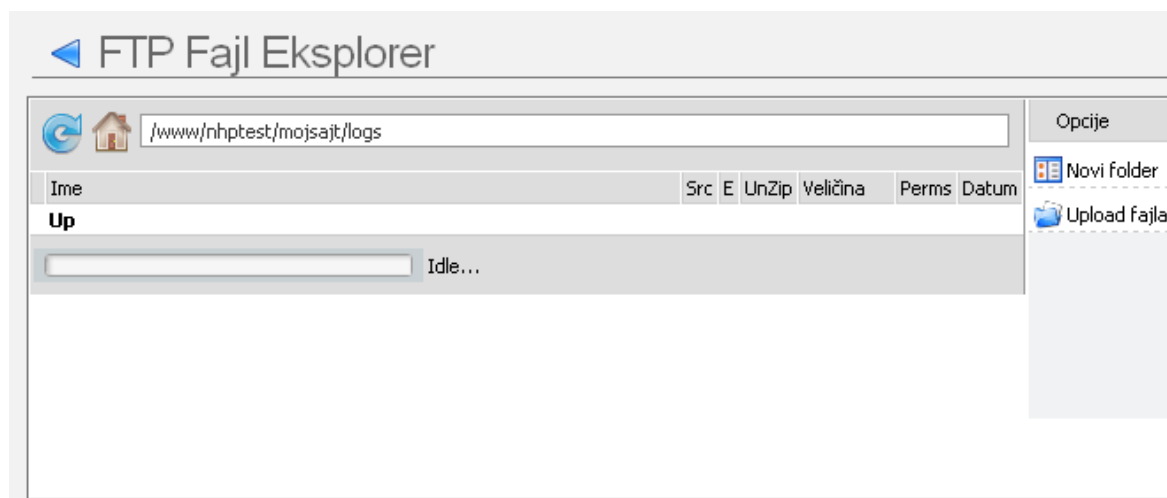 FTP Fajl Eksplorer
/www/nhptest/mojsajt/logs
Opcije
Ime Src E UnZip Veličina Perms Datum
Novi folder
Up
Upload fajla
Idle...